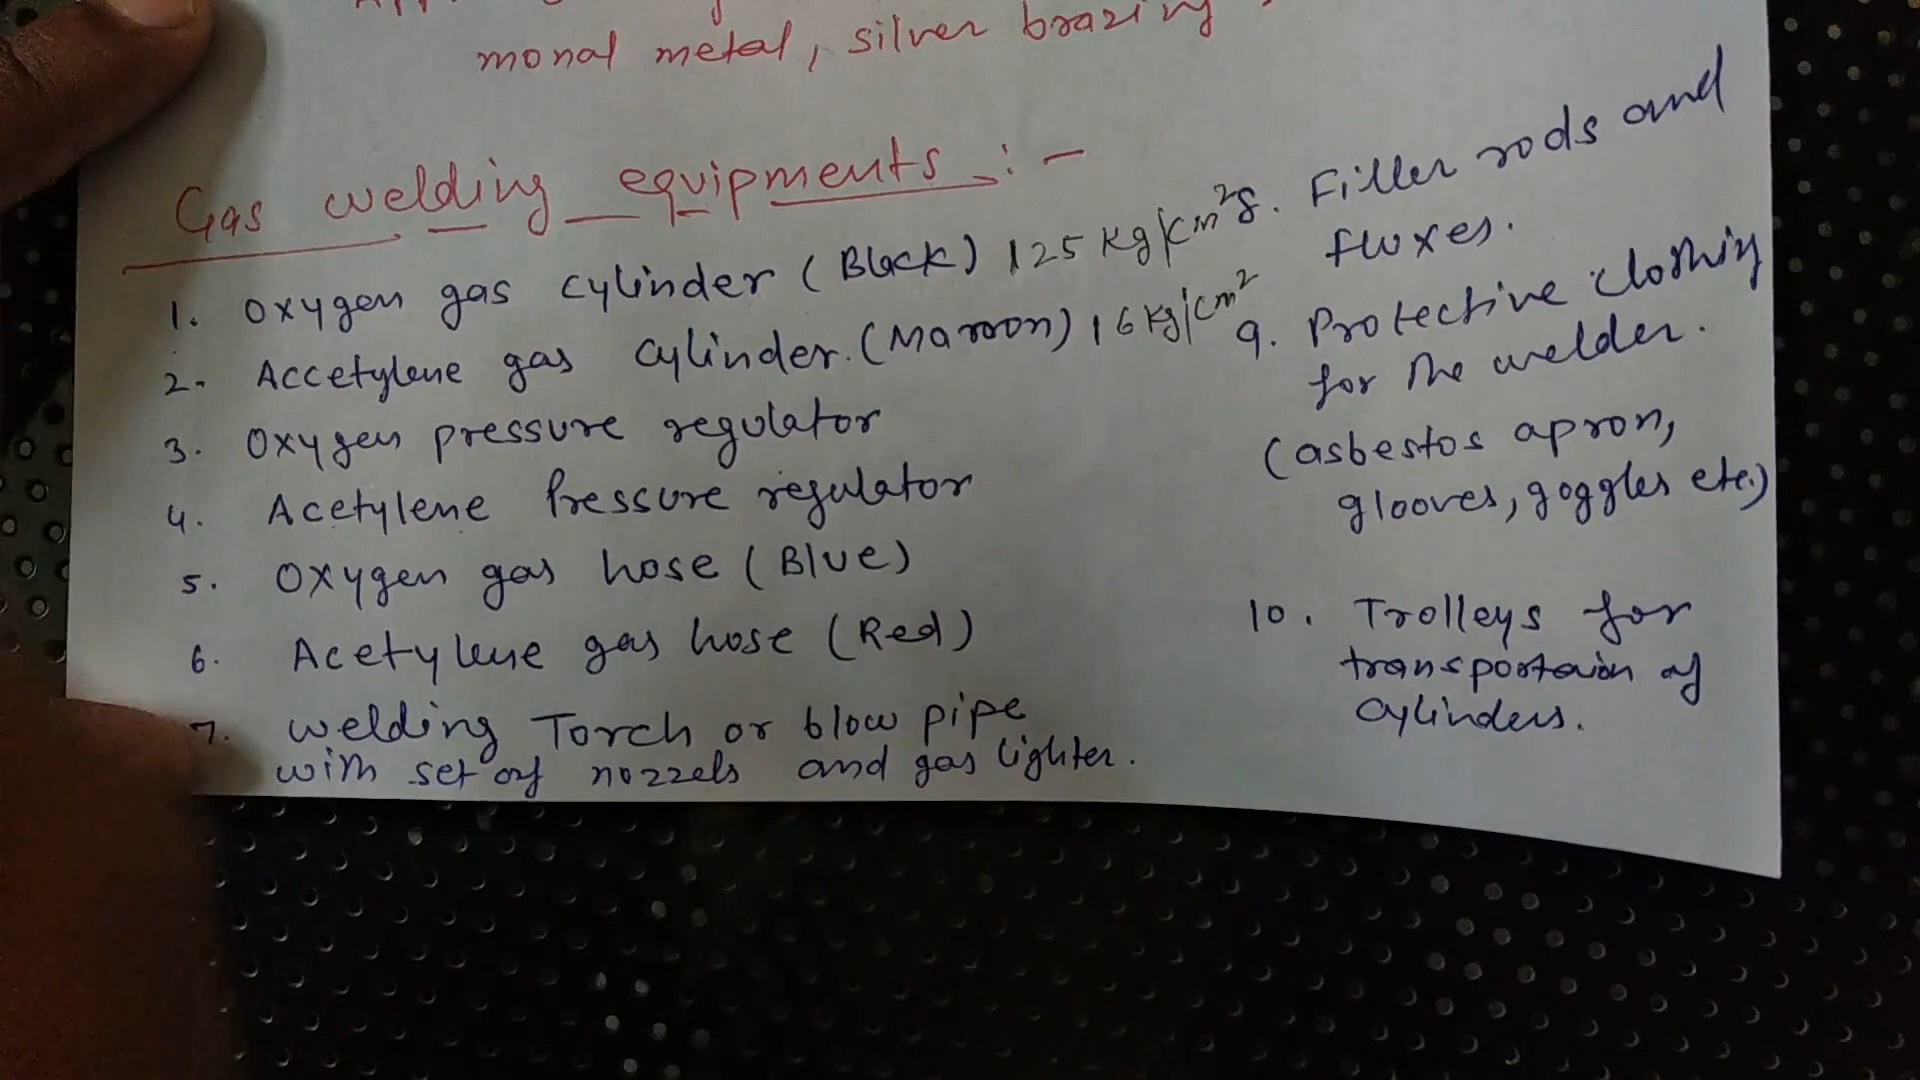 monal metal, silver brazing
Gas welding equipments :-
1. Oxygen gas cylinder (Black) 125 Kg/cm²
2. Accetylene gas cylinder. (Maroon) 16 Kg/cm²
3. Oxygen pressure regulator
4. Acetylene Pressure regulator
5. Oxygen gas hose (Blue)
6. Acetylene gas hose (Red)
7. welding Torch or blow pipe
with set of nozzels and gas lighter.
8. Filler rods and
fluxes.
9. Protective clothing
for the welder.
(asbestos apron,
glooves, goggles etc.)
10. Trolleys for
transportaion of
cylinders.